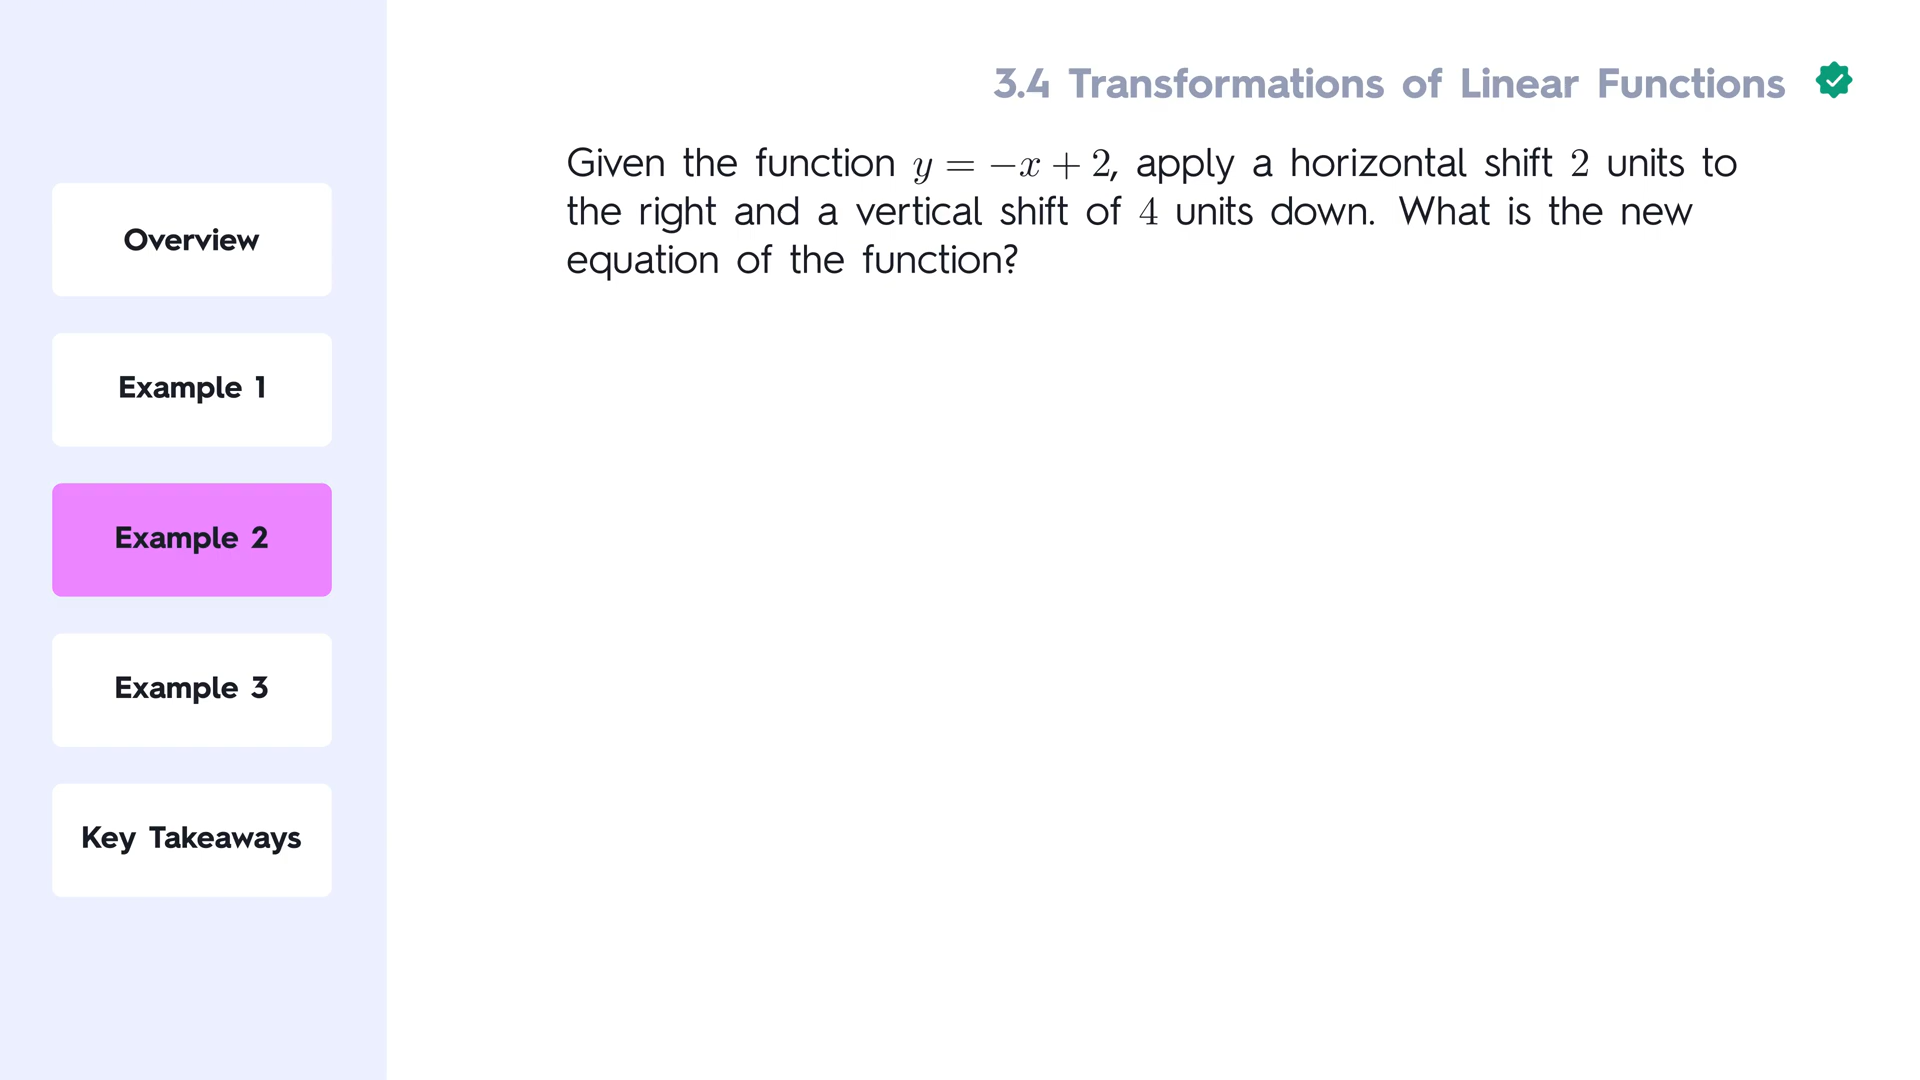 3.4 Transformations of Linear Functions
Given the function y = −x + 2, apply a horizontal shift 2 units to
the right and a vertical shift of 4 units down. What is the new
equation of the function?
Overview
Example 1
Example 2
Example 3
Key Takeaways